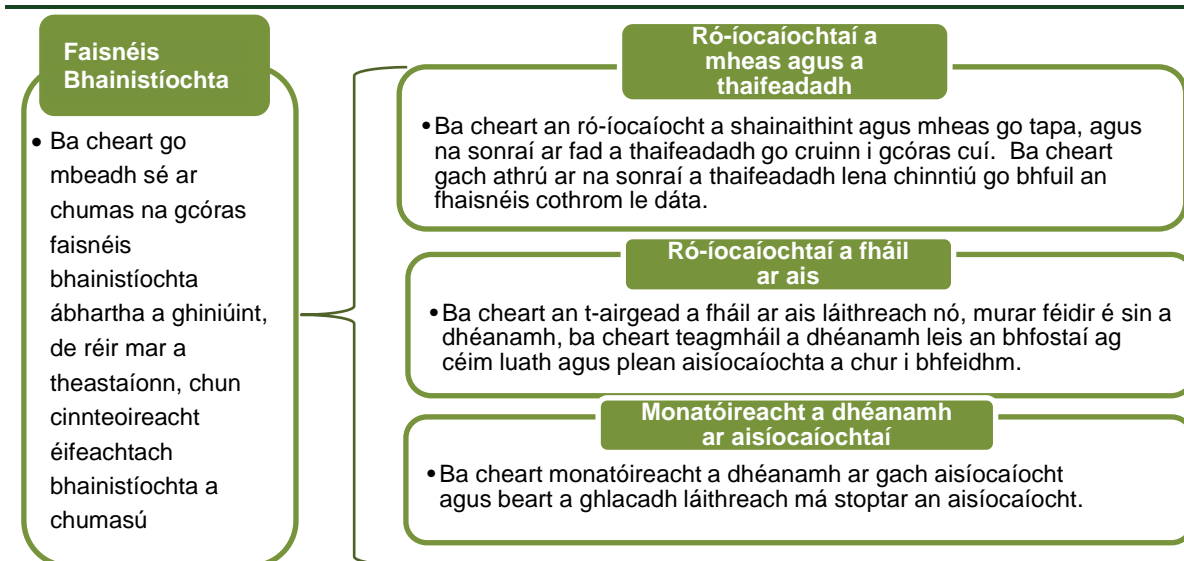 Faisnéis
Bhainistíochta
• Ba cheart go
mbeadh sé ar
chumas na gcóras
faisnéis
bhainistíochta
ábhartha a ghiniúint,
de réir mar a
theastaíonn, chun
cinnteoireacht
éifeachtach
bhainistíochta a
chumasú
Ró-íocaíochtaí a
mheas agus a
thaifeadadh
• Ba cheart an ró-íocaíocht a shainaithint agus mheas go tapa, agus
na sonraí ar fad a thaifeadadh go cruinn i gcóras cuí. Ba cheart
gach athrú ar na sonraí a thaifeadadh lena chinntiú go bhfuil an
fhaisnéis cothrom le dáta.
Ró-íocaíochtaí a fháil
ar ais
• Ba cheart an t-airgead a fháil ar ais láithreach nó, murar féidir é sin a
dhéanamh, ba cheart teagmháil a dhéanamh leis an bhfostaí ag
céim luath agus plean aisíocaíochta a chur i bhfeidhm.
Monatóireacht a dhéanamh
ar aisíocaíochtaí
• Ba cheart monatóireacht a dhéanamh ar gach aisíocaíocht
agus beart a ghlacadh láithreach má stoptar an aisíocaíocht.